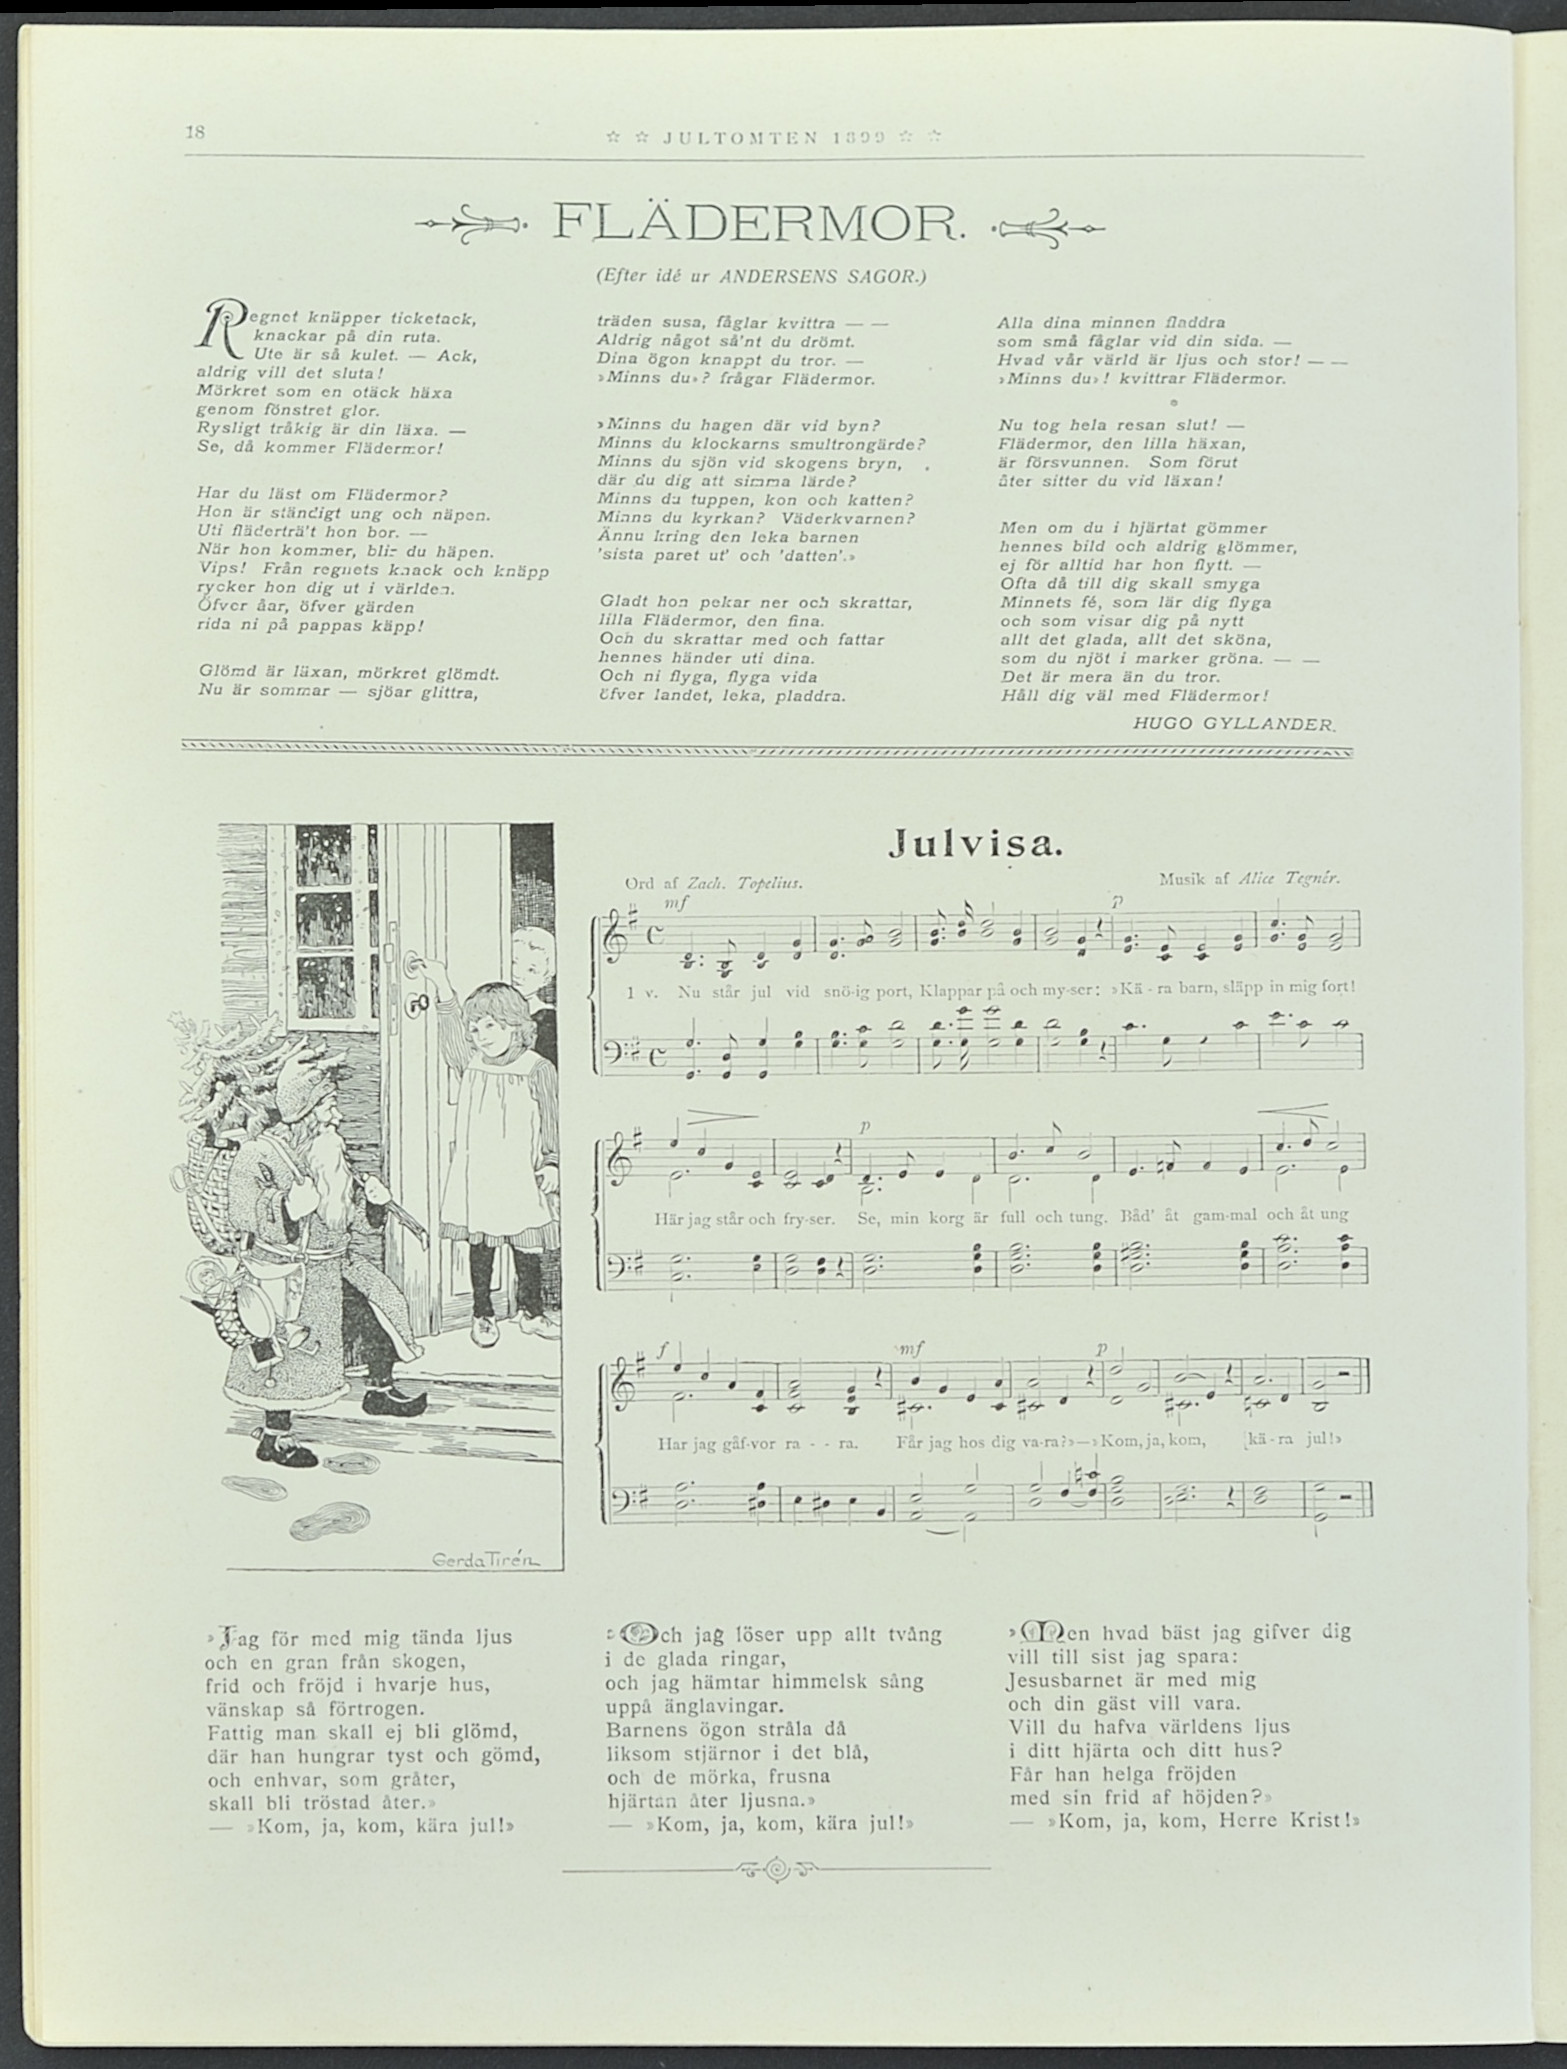 18
☆ ☆ JULTOMTEN 1899 ☆ ☆
FLÄDERMOR.
(Efter idé ur ANDERSENS SAGOR.)
Regnet knäpper ticketack,
knackar på din ruta.
Ute är så kulet. — Ack,
aldrig vill det sluta!
Mörkret som en otäck häxa
genom fönstret glor.
Rysligt tråkig är din läxa. —
Se, då kommer Flädermor!
Har du läst om Flädermor?
Hon är ständigt ung och näpen.
Uti fläderträ't hon bor. —
När hon kommer, blir du häpen.
Vips! Från regnets knack och knäpp
rycker hon dig ut i världen.
Öfver åar, öfver gärden
rida ni på pappas käpp!
Glömd är läxan, mörkret glömdt.
Nu är sommar — sjöar glittra,
träden susa, fåglar kvittra — —
Aldrig något så'nt du drömt.
Dina ögon knappt du tror. —
»Minns du»? frågar Flädermor.
»Minns du hagen där vid byn?
Minns du klockarns smultrongärde?
Minns du sjön vid skogens bryn,
där du dig att simma lärde?
Minns du tuppen, kon och katten?
Minns du kyrkan? Väderkvarnen?
Ännu kring den leka barnen
'sista paret ut' och 'datten'.»
Gladt hon pekar ner och skrattar,
lilla Flädermor, den fina.
Och du skrattar med och fattar
hennes händer uti dina.
Och ni flyga, flyga vida
öfver landet, leka, pladdra.
Alla dina minnen fladdra
som små fåglar vid din sida. —
Hvad vår värld är ljus och stor! — —
»Minns du»! kvittrar Flädermor.
Nu tog hela resan slut! —
Flädermor, den lilla häxan,
är försvunnen. Som förut
åter sitter du vid läxan!
Men om du i hjärtat gömmer
hennes bild och aldrig glömmer,
ej för alltid har hon flytt. —
Ofta då till dig skall smyga
Minnets fé, som lär dig flyga
och som visar dig på nytt
allt det glada, allt det sköna,
som du njöt i marker gröna. — —
Det är mera än du tror.
Håll dig väl med Flädermor!
HUGO GYLLANDER.
Julvisa.
Ord af Zach. Topelius.
Musik af Alice Tegnér.
mf
p
1 v. Nu står jul vid snö-ig port, Klappar på och my-ser: »Kä - ra barn, släpp in mig fort!
p
Här jag står och fry-ser. Se, min korg är full och tung. Båd' åt gam-mal och åt ung
f
mf
p
Har jag gåf-vor ra - - ra. Får jag hos dig va-ra?»—»Kom, ja, kom, [kä - ra jul!»
Gerda Tirén
»Jag för med mig tända ljus
och en gran från skogen,
frid och fröjd i hvarje hus,
vänskap så förtrogen.
Fattig man skall ej bli glömd,
där han hungrar tyst och gömd,
och enhvar, som gråter,
skall bli tröstad åter.»
— »Kom, ja, kom, kära jul!»
»Och jag löser upp allt tvång
i de glada ringar,
och jag hämtar himmelsk sång
uppå änglavingar.
Barnens ögon stråla då
liksom stjärnor i det blå,
och de mörka, frusna
hjärtan åter ljusna.»
— »Kom, ja, kom, kära jul!»
»Men hvad bäst jag gifver dig
vill till sist jag spara:
Jesusbarnet är med mig
och din gäst vill vara.
Vill du hafva världens ljus
i ditt hjärta och ditt hus?
Får han helga fröjden
med sin frid af höjden?»
— »Kom, ja, kom, Herre Krist!»